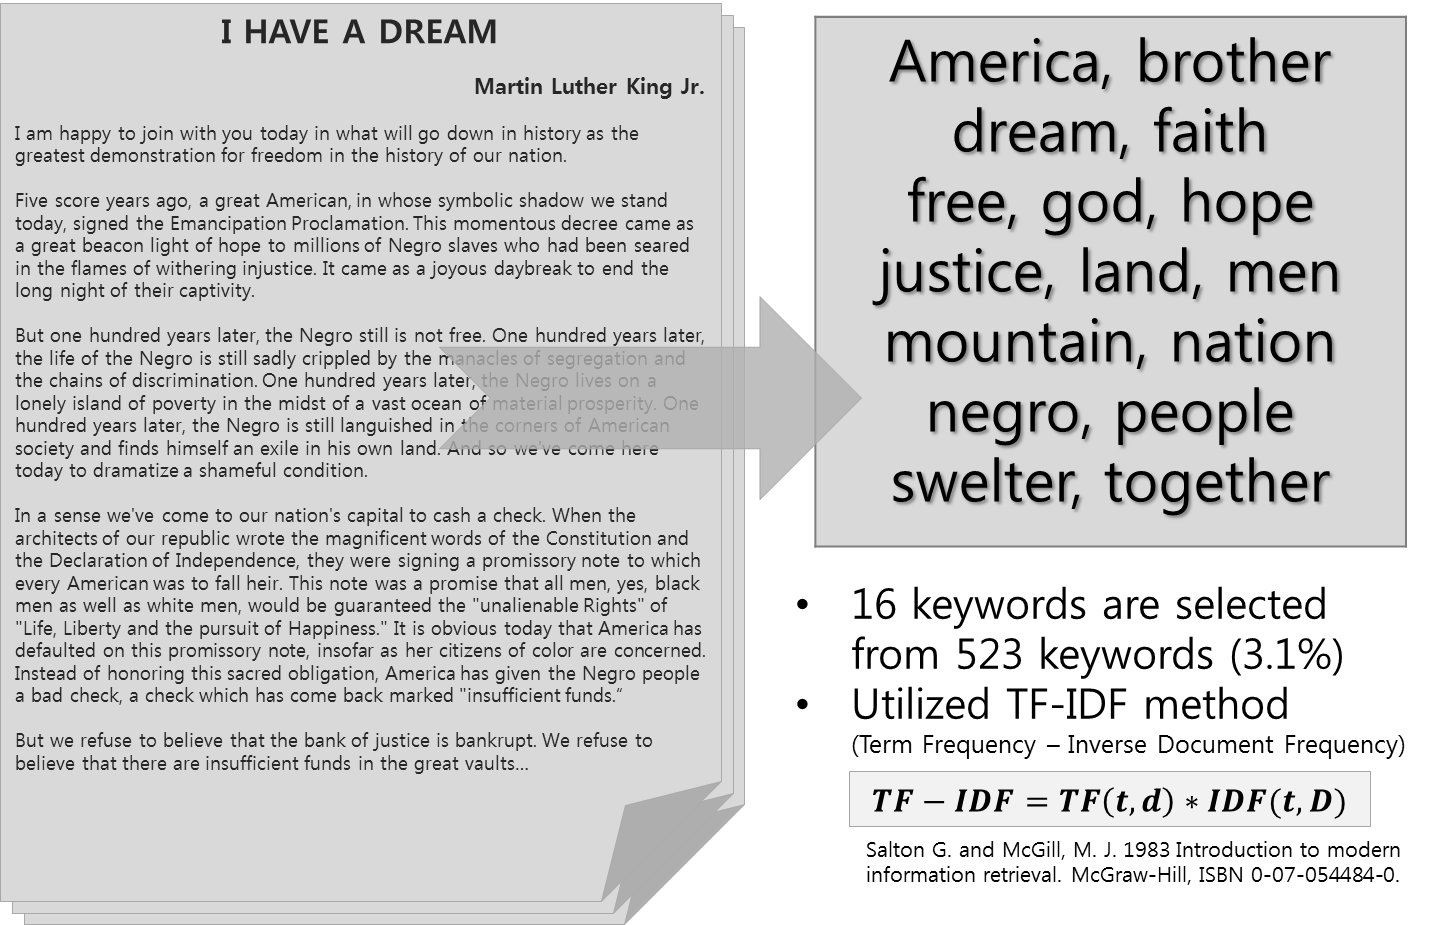 I HAVE A DREAM
Martin Luther King Jr.
I am happy to join with you today in what will go down in history as the
greatest demonstration for freedom in the history of our nation.
Five score years ago, a great American, in whose symbolic shadow we stand
today, signed the Emancipation Proclamation. This momentous decree came as
a great beacon light of hope to millions of Negro slaves who had been seared
in the flames of withering injustice. It came as a joyous daybreak to end the
long night of their captivity.
But one hundred years later, the Negro still is not free. One hundred years later,
the life of the Negro is still sadly crippled by the manacles of segregation and
the chains of discrimination. One hundred years later, the Negro lives on a
lonely island of poverty in the midst of a vast ocean of material prosperity. One
hundred years later, the Negro is still languished in the corners of American
society and finds himself an exile in his own land. And so we've come here
today to dramatize a shameful condition.
In a sense we've come to our nation's capital to cash a check. When the
architects of our republic wrote the magnificent words of the Constitution and
the Declaration of Independence, they were signing a promissory note to which
every American was to fall heir. This note was a promise that all men, yes, black
men as well as white men, would be guaranteed the "unalienable Rights" of
"Life, Liberty and the pursuit of Happiness." It is obvious today that America has
defaulted on this promissory note, insofar as her citizens of color are concerned.
Instead of honoring this sacred obligation, America has given the Negro people
a bad check, a check which has come back marked "insufficient funds.“
But we refuse to believe that the bank of justice is bankrupt. We refuse to
believe that there are insufficient funds in the great vaults...
America, brother
dream, faith
free, god, hope
justice, land, men
mountain, nation
negro, people
swelter, together
• 16 keywords are selected
from 523 keywords (3.1%)
• Utilized TF-IDF method
(Term Frequency – Inverse Document Frequency)
TF − IDF = TF(t, d) ∗ IDF(t, D)
Salton G. and McGill, M. J. 1983 Introduction to modern
information retrieval. McGraw-Hill, ISBN 0-07-054484-0.